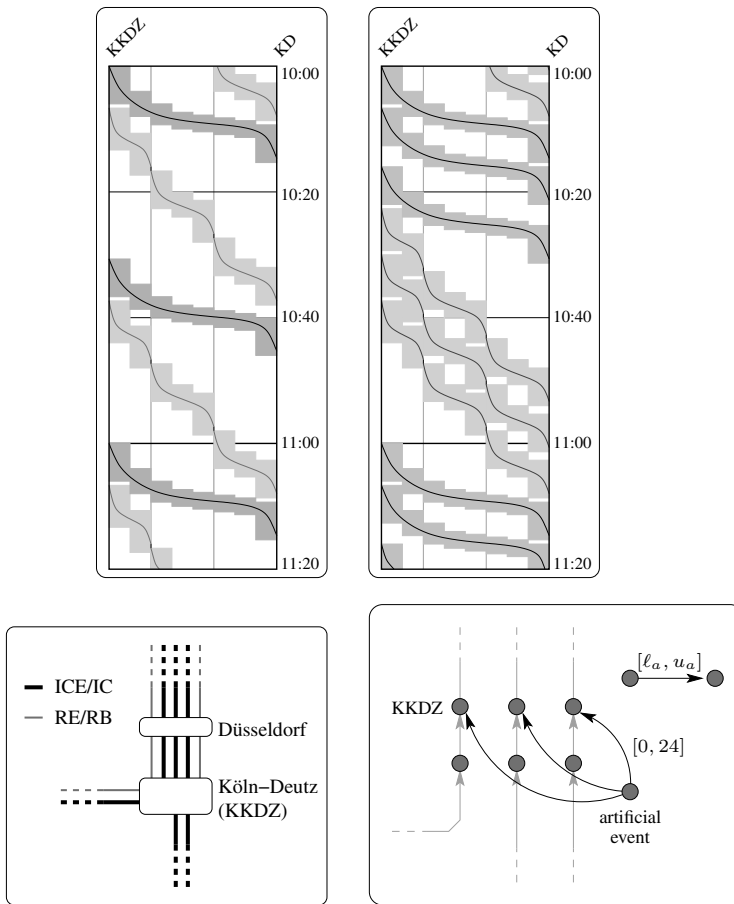 KKDZ
KD
10:00
10:20
10:40
11:00
11:20
KKDZ
KD
10:00
10:20
10:40
11:00
11:20
ICE/IC
RE/RB
Düsseldorf
Köln–Deutz
(KKDZ)
[ℓa, ua]
KKDZ
[0, 24]
artificial
event